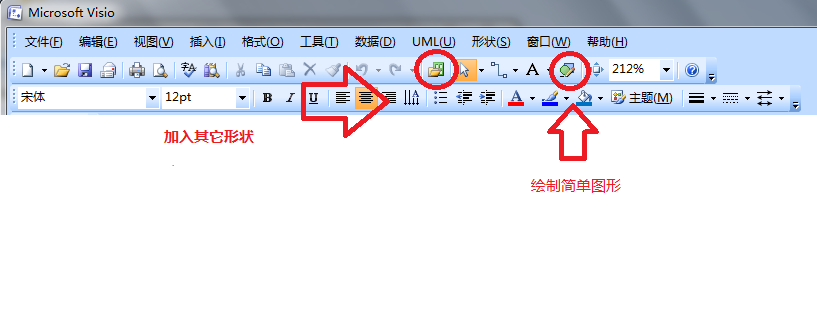 Microsoft Visio
文件(F) 编辑(E) 视图(V) 插入(I) 格式(O) 工具(T) 数据(D) UML(U) 形状(S) 窗口(W) 帮助(H)
A 212%
宋体 12pt B I U A 主题(M)
加入其它形状
绘制简单图形